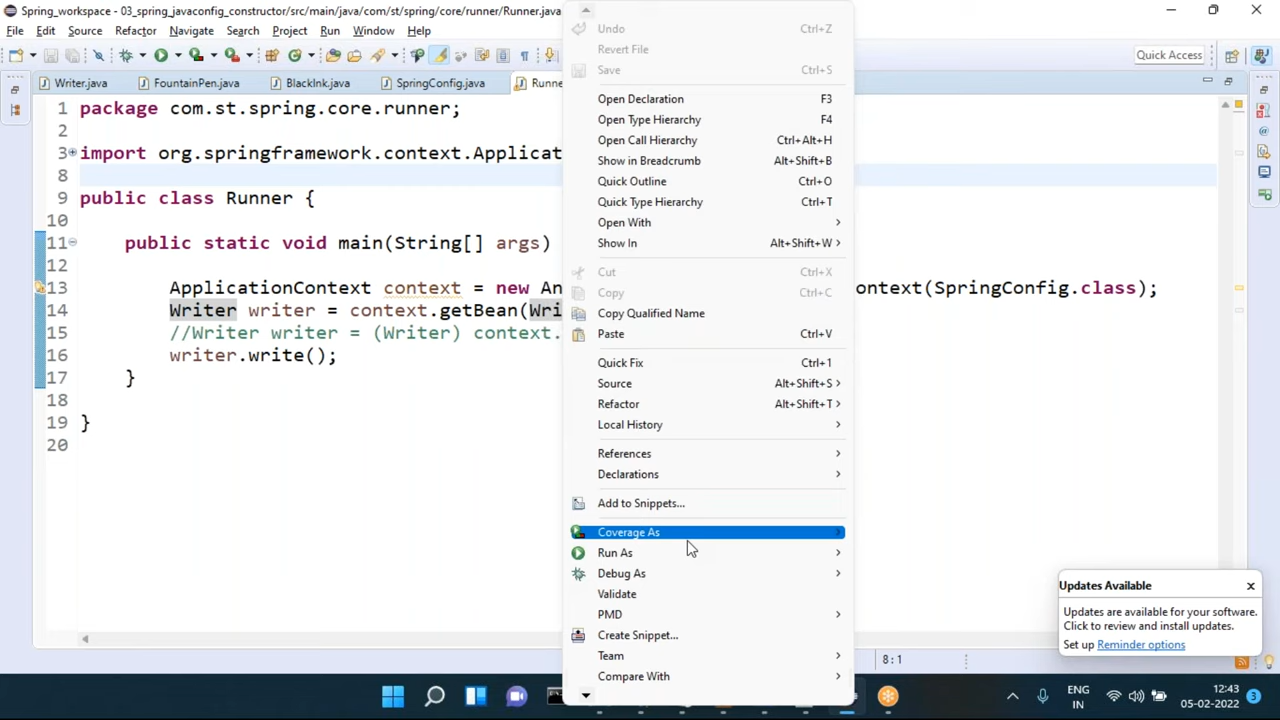 Spring_workspace - 03_spring_javaconfig_constructor/src/main/java/com/st/spring/core/runner/Runner.java
File Edit Source Refactor Navigate Search Project Run Window Help
Quick Access
Writer.java FountainPen.java BlackInk.java SpringConfig.java Runne
1 package com.st.spring.core.runner;
2
3 import org.springframework.context.Applicat
8
9 public class Runner {
10
11 public static void main(String[] args)
12
13 ApplicationContext context = new An ontext(SpringConfig.class);
14 Writer writer = context.getBean(Wri
15 //Writer writer = (Writer) context.
16 writer.write();
17 }
18
19 }
20
Undo Ctrl+Z
Revert File
Save Ctrl+S
Open Declaration F3
Open Type Hierarchy F4
Open Call Hierarchy Ctrl+Alt+H
Show in Breadcrumb Alt+Shift+B
Quick Outline Ctrl+O
Quick Type Hierarchy Ctrl+T
Open With
Show In Alt+Shift+W
Cut Ctrl+X
Copy Ctrl+C
Copy Qualified Name
Paste Ctrl+V
Quick Fix Ctrl+1
Source Alt+Shift+S
Refactor Alt+Shift+T
Local History
References
Declarations
Add to Snippets...
Coverage As
Run As
Debug As
Validate
PMD
Create Snippet...
Team
Compare With
Updates Available
Updates are available for your software.
Click to review and install updates.
Set up Reminder options
8 : 1
ENG
IN
12:43
05-02-2022
3